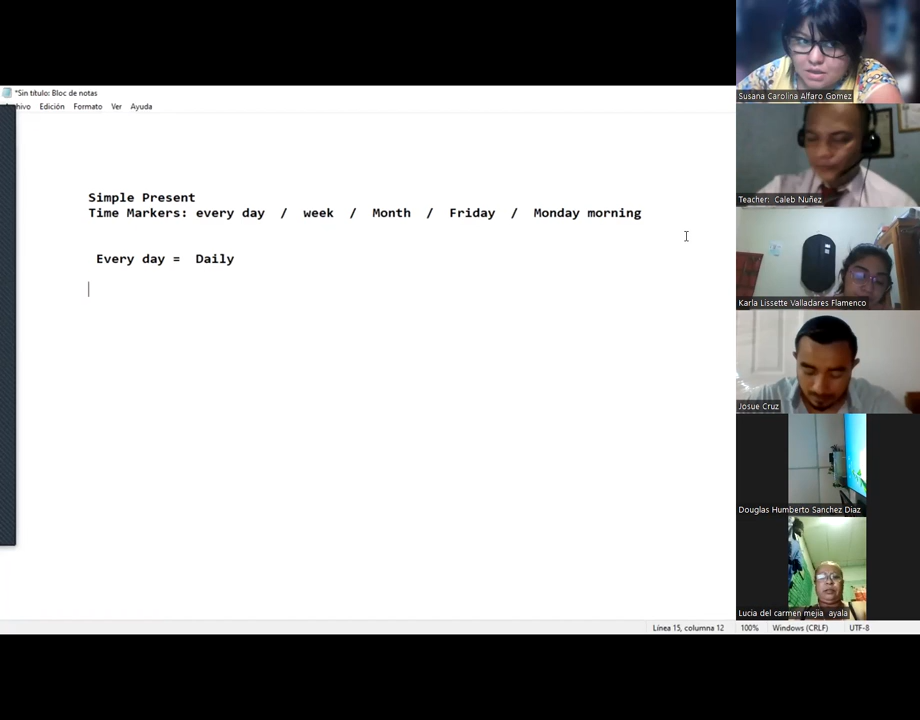 *Sin título: Bloc de notas
hivo Edición Formato Ver Ayuda
Simple Present
Time Markers: every day / week / Month / Friday / Monday morning
Every day = Daily
Línea 15, columna 12 100% Windows (CRLF) UTF-8
Susana Carolina Alfaro Gomez
Teacher: Caleb Nuñez
Karla Lissette Valladares Flamenco
Josue Cruz
Douglas Humberto Sanchez Diaz
Lucia del carmen mejia ayala